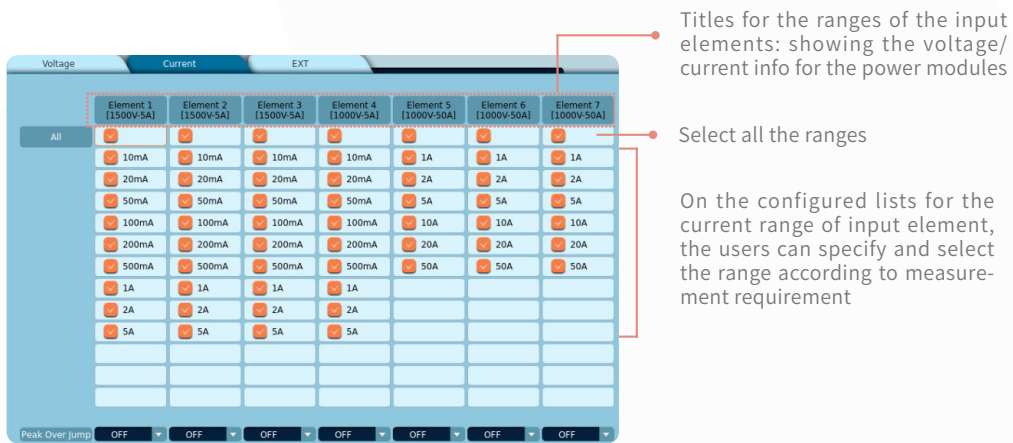 Titles for the ranges of the input
elements: showing the voltage/
current info for the power modules
Voltage Current EXT
Element 1 Element 2 Element 3 Element 4 Element 5 Element 6 Element 7
[1500V-5A] [1500V-5A] [1500V-5A] [1000V-5A] [1000V-50A] [1000V-50A] [1000V-50A]
All
Select all the ranges
10mA 10mA 10mA 10mA 1A 1A 1A
20mA 20mA 20mA 20mA 2A 2A 2A
50mA 50mA 50mA 50mA 5A 5A 5A
100mA 100mA 100mA 100mA 10A 10A 10A
200mA 200mA 200mA 200mA 20A 20A 20A
500mA 500mA 500mA 500mA 50A 50A 50A
1A 1A 1A 1A
2A 2A 2A 2A
5A 5A 5A 5A
On the configured lists for the
current range of input element,
the users can specify and select
the range according to measure-
ment requirement
Peak Over Jump OFF OFF OFF OFF OFF OFF OFF